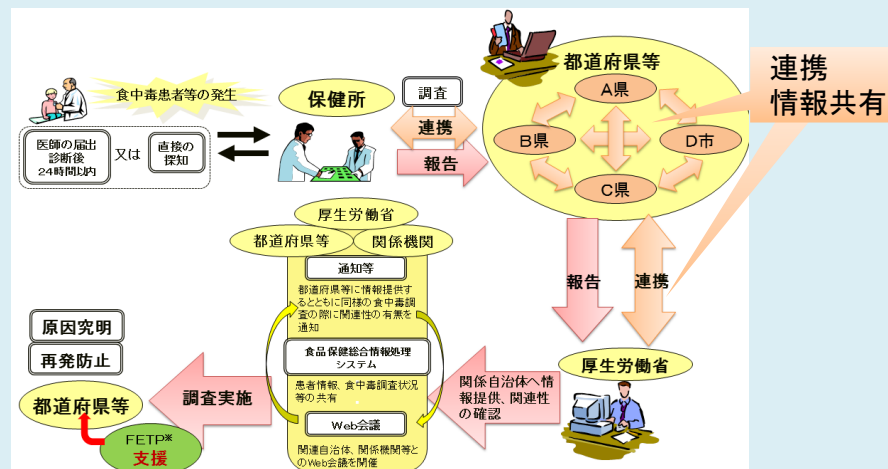 食中毒患者等の発生
医師の届出
診断後
24時間以内
又は
直接の
探知
保健所
調査
連携
報告
都道府県等
A県
B県
D市
C県
連携
情報共有
報告
連携
厚生労働省
関係自治体へ情
報提供、関連性
の確認
厚生労働省
都道府県等
関係機関
通知等
都道府県等に情報提供す
るとともに同様の食中毒調
査の際に関連性の有無を
通知
食品保健総合情報処理
システム
患者情報、食中毒調査状況
等の共有
Web会議
関連自治体、関係機関等と
のWeb会議を開催
調査実施
原因究明
再発防止
都道府県等
FETP※
支援